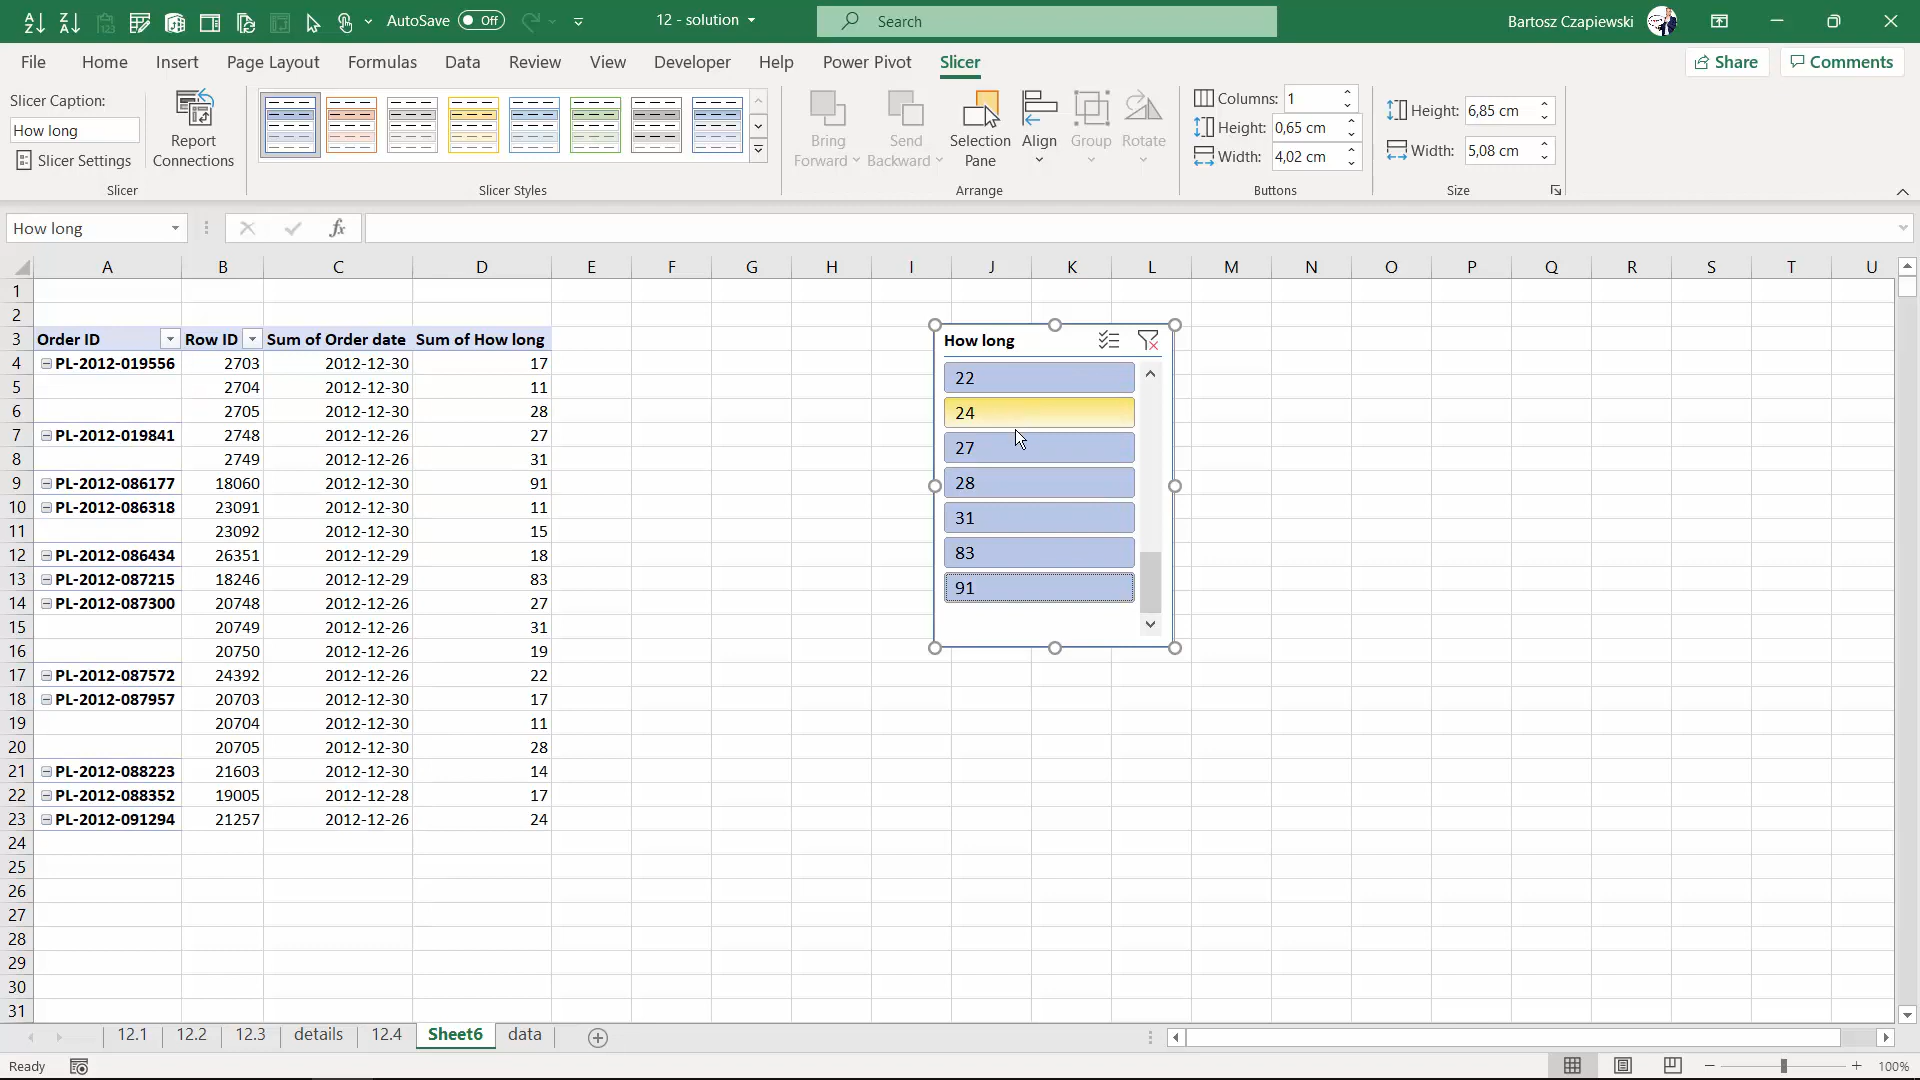 AutoSave Off
12 - solution
Search
Bartosz Czapiewski
File Home Insert Page Layout Formulas Data Review View Developer Help Power Pivot Slicer
Share Comments
Slicer Caption:
How long
Slicer Settings
Report Connections
Slicer
Slicer Styles
Bring Forward
Send Backward
Selection Pane
Align
Group
Rotate
Arrange
Columns: 1
Height: 0,65 cm
Width: 4,02 cm
Buttons
Height: 6,85 cm
Width: 5,08 cm
Size
How long
fx
A B C D E F G H I J K L M N O P Q R S T U
1
2
3 Order ID Row ID Sum of Order date Sum of How long
4 PL-2012-019556 2703 2012-12-30 17
5 2704 2012-12-30 11
6 2705 2012-12-30 28
7 PL-2012-019841 2748 2012-12-26 27
8 2749 2012-12-26 31
9 PL-2012-086177 18060 2012-12-30 91
10 PL-2012-086318 23091 2012-12-30 11
11 23092 2012-12-30 15
12 PL-2012-086434 26351 2012-12-29 18
13 PL-2012-087215 18246 2012-12-29 83
14 PL-2012-087300 20748 2012-12-26 27
15 20749 2012-12-26 31
16 20750 2012-12-26 19
17 PL-2012-087572 24392 2012-12-26 22
18 PL-2012-087957 20703 2012-12-30 17
19 20704 2012-12-30 11
20 20705 2012-12-30 28
21 PL-2012-088223 21603 2012-12-30 14
22 PL-2012-088352 19005 2012-12-28 17
23 PL-2012-091294 21257 2012-12-26 24
24
25
26
27
28
29
30
31
How long
22
24
27
28
31
83
91
12.1 12.2 12.3 details 12.4 Sheet6 data
Ready
100%